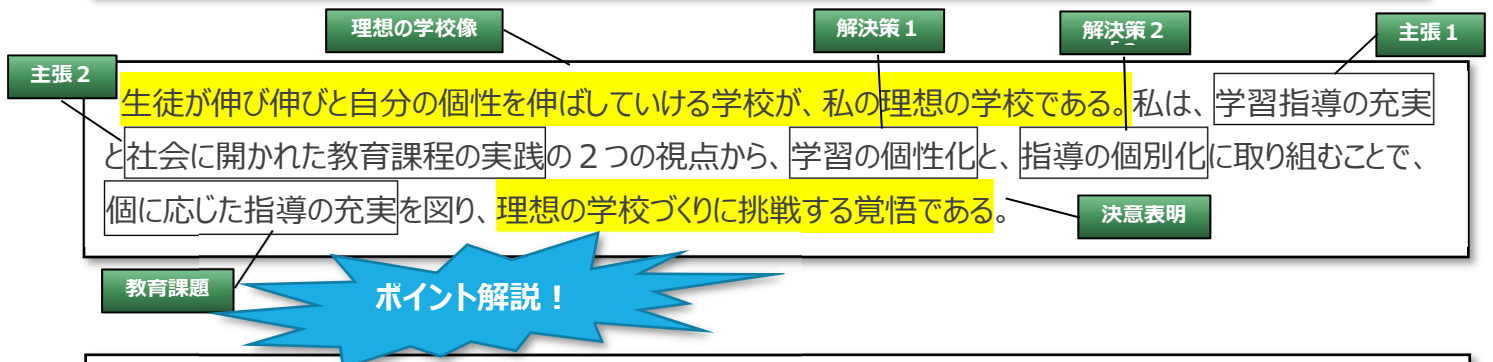 理想の学校像
解決策1
解決策2
主張1
主張2
生徒が伸び伸びと自分の個性を伸ばしていける学校が、私の理想の学校である。私は、学習指導の充実
と社会に開かれた教育課程の実践の2つの視点から、学習の個性化と、指導の個別化に取り組むことで、
個に応じた指導の充実を図り、理想の学校づくりに挑戦する覚悟である。
決意表明
教育課題
ポイント解説！